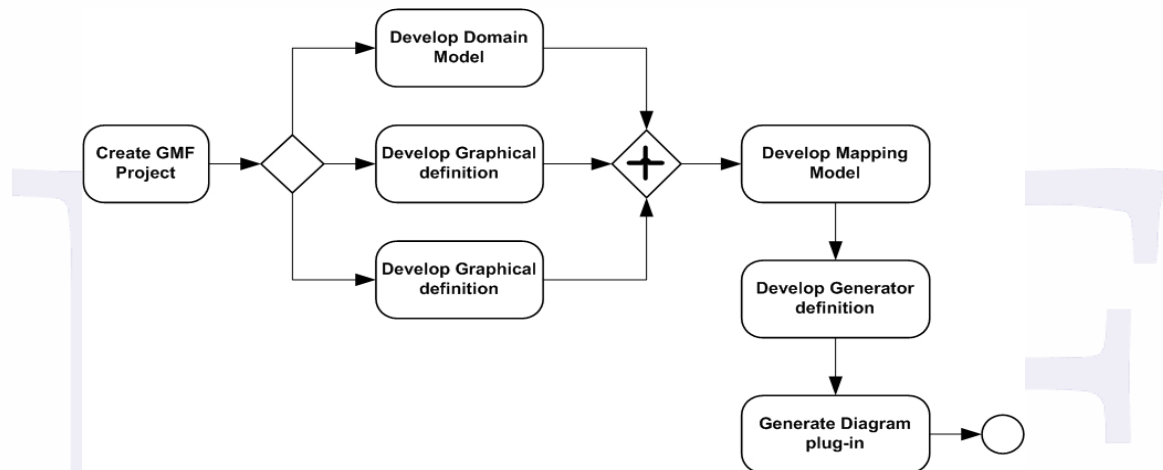 Develop Domain
Model
Create GMF
Project
Develop Graphical
definition
Develop Graphical
definition
Develop Mapping
Model
Develop Generator
definition
Generate Diagram
plug-in